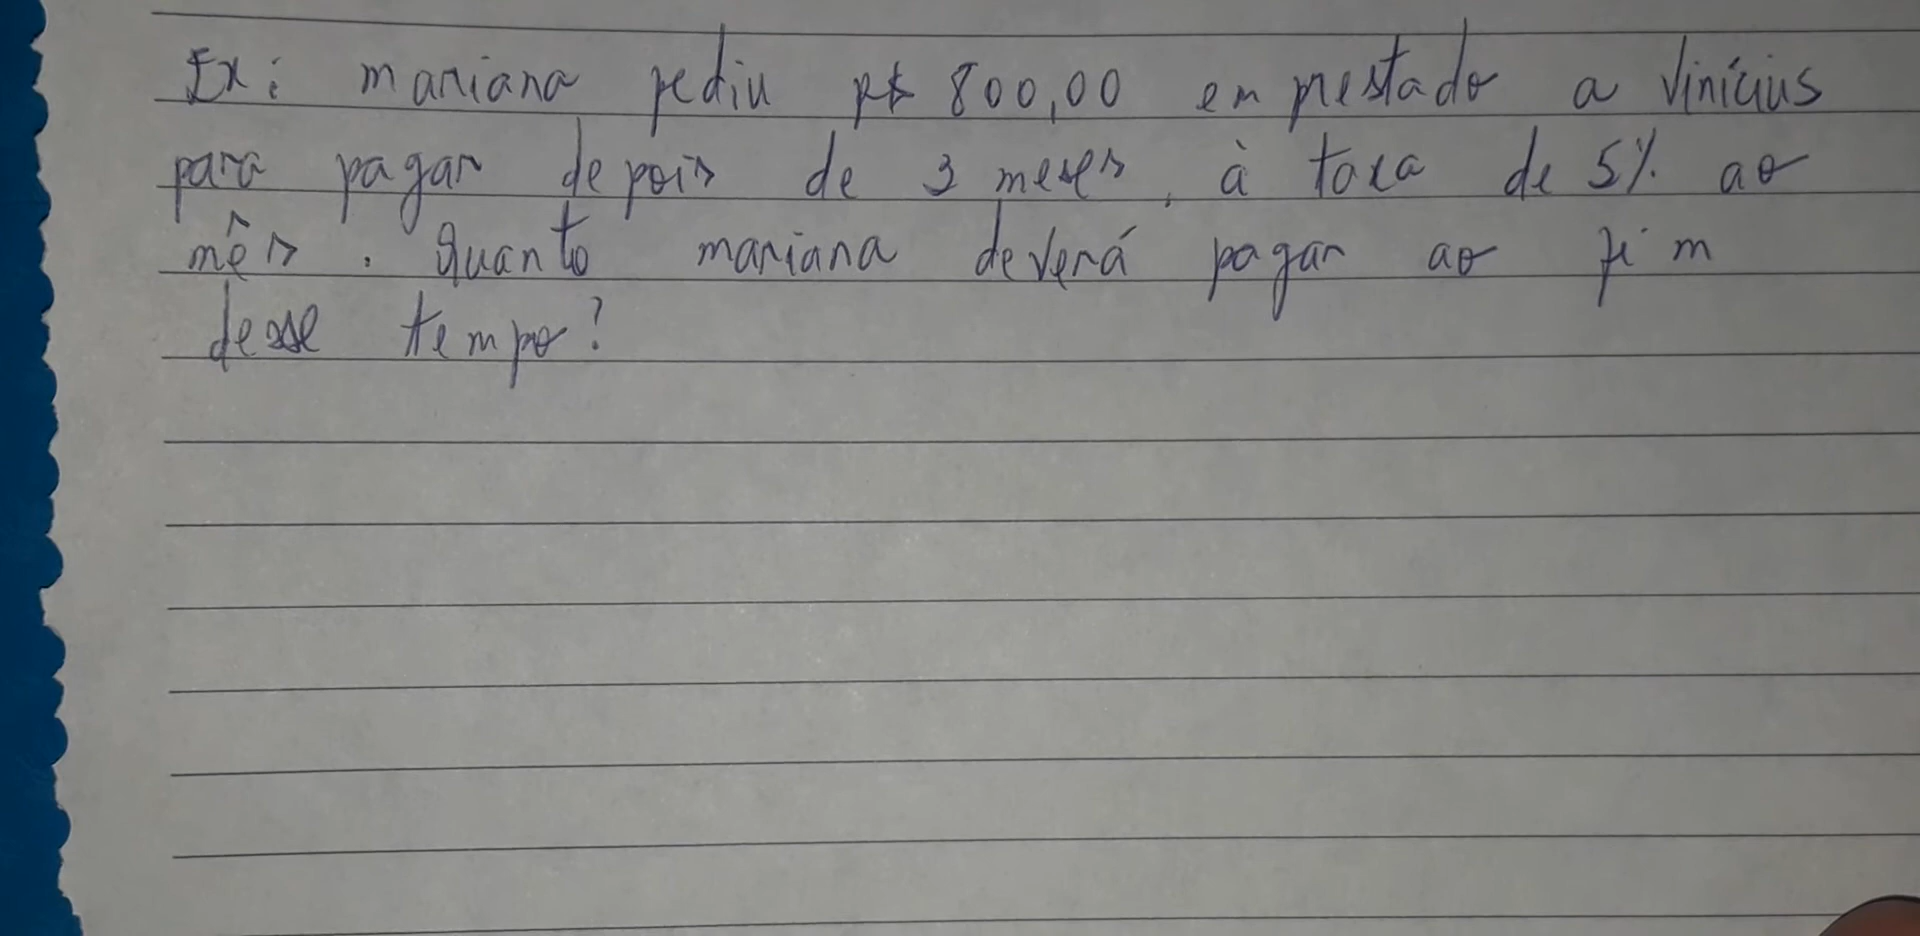 Ex: mariana pediu R$ 800,00 emprestado a Vinícius
para pagar depois de 3 meses, à taxa de 5% ao
mês. Quanto mariana deverá pagar ao fim
desse tempo?